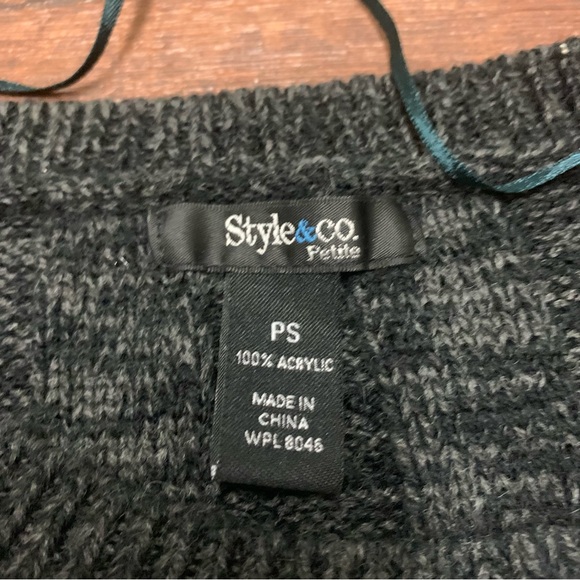 Style&co.
Petite
PS
100% ACRYLIC
MADE IN
CHINA
WPL 8046